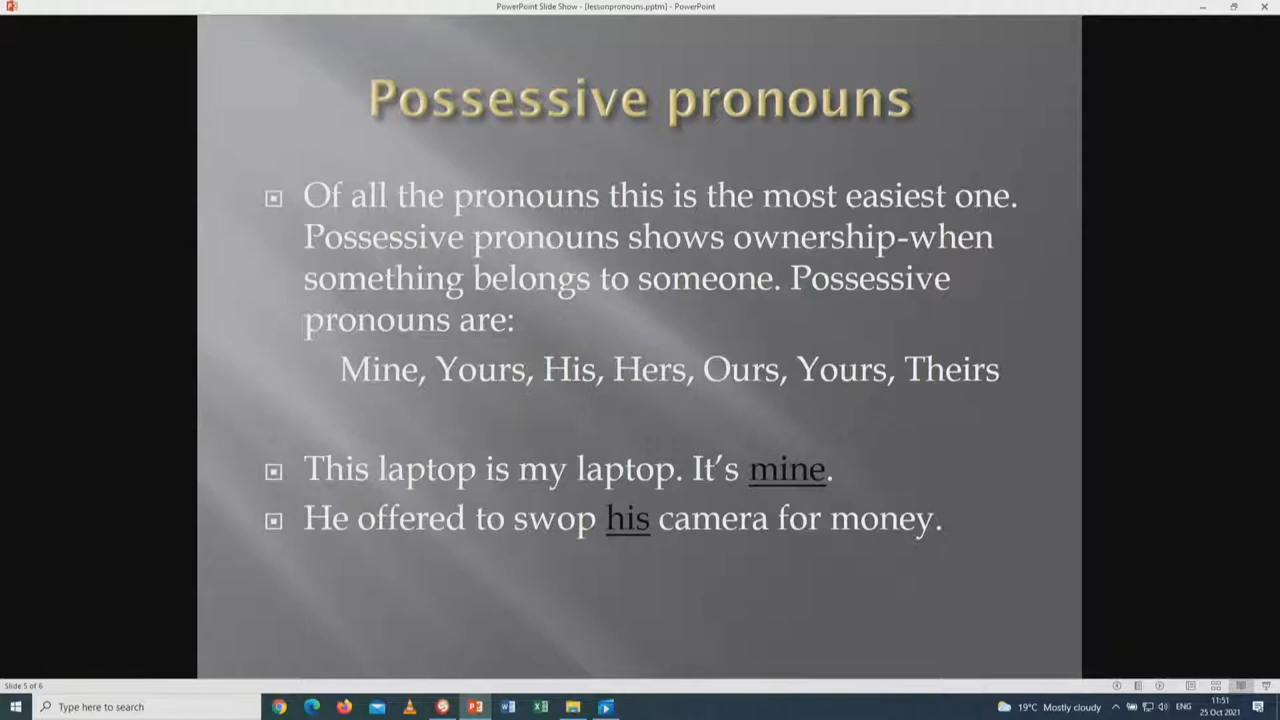 PowerPoint Slide Show - [lessonpronouns.pptm] - PowerPoint
Possessive pronouns
Of all the pronouns this is the most easiest one.
Possessive pronouns shows ownership-when
something belongs to someone. Possessive
pronouns are:
Mine, Yours, His, Hers, Ours, Yours, Theirs
This laptop is my laptop. It's mine.
He offered to swop his camera for money.
Slide 5 of 6
Type here to search
19°C Mostly cloudy
ENG
11:51
25 Oct 2021